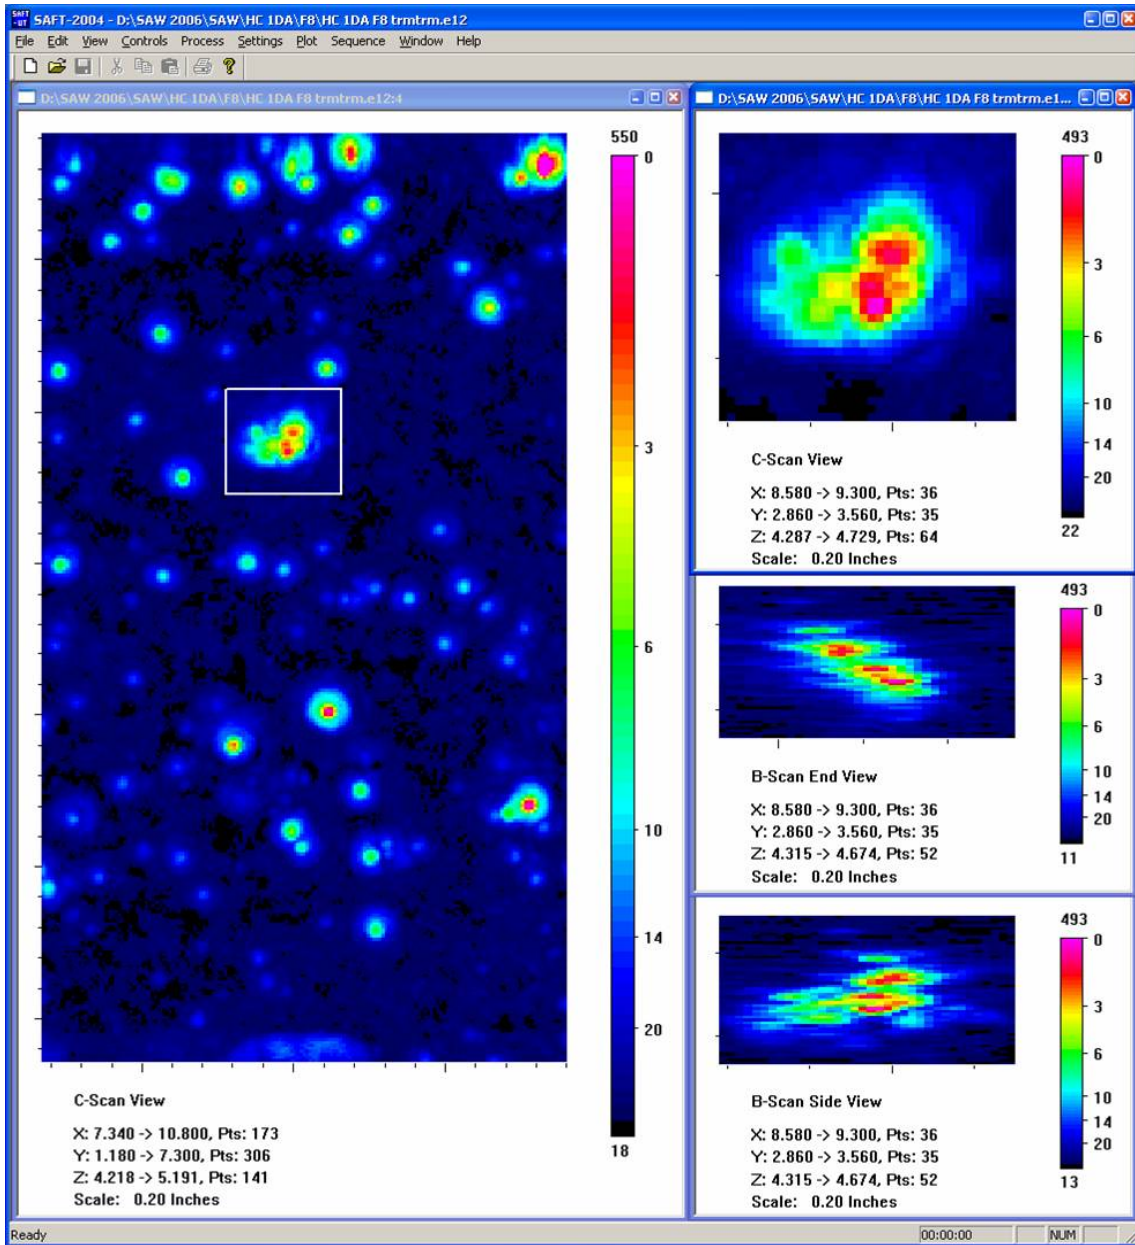 SAFT-2004 - D:\SAW 2006\SAW\HC 1DA\F8\HC 1DA F8 trmtrm.e12
File Edit View Controls Process Settings Plot Sequence Window Help
D:\SAW 2006\SAW\HC 1DA\F8\HC 1DA F8 trmtrm.e12:4
550
0
3
6
10
14
20
18
C-Scan View
X: 7.340 -> 10.800, Pts: 173
Y: 1.180 -> 7.300, Pts: 306
Z: 4.218 -> 5.191, Pts: 141
Scale: 0.20 Inches
D:\SAW 2006\SAW\HC 1DA\F8\HC 1DA F8 trmtrm.e1...
493
0
3
6
10
14
20
22
C-Scan View
X: 8.580 -> 9.300, Pts: 36
Y: 2.860 -> 3.560, Pts: 35
Z: 4.287 -> 4.729, Pts: 64
Scale: 0.20 Inches
493
0
3
6
10
14
20
11
B-Scan End View
X: 8.580 -> 9.300, Pts: 36
Y: 2.860 -> 3.560, Pts: 35
Z: 4.315 -> 4.674, Pts: 52
Scale: 0.20 Inches
493
0
3
6
10
14
20
13
B-Scan Side View
X: 8.580 -> 9.300, Pts: 36
Y: 2.860 -> 3.560, Pts: 35
Z: 4.315 -> 4.674, Pts: 52
Scale: 0.20 Inches
Ready
00:00:00
NUM